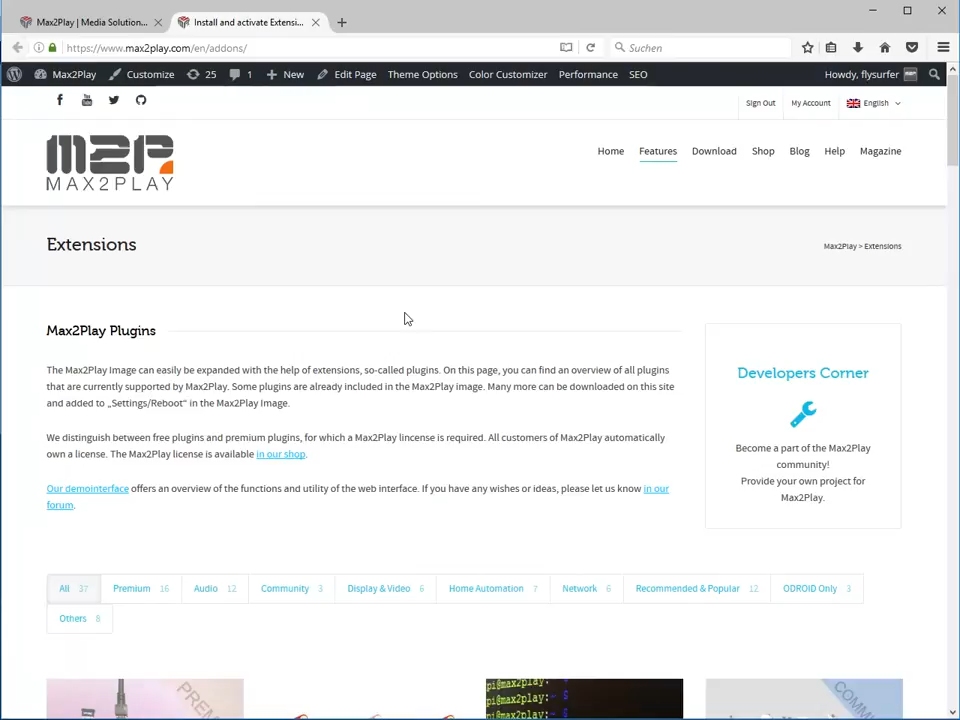 Max2Play | Media Solution...
Install and activate Extensi...
https://www.max2play.com/en/addons/
Suchen
Max2Play
Customize
25
1
New
Edit Page
Theme Options
Color Customizer
Performance
SEO
Howdy, flysurfer
Sign Out
My Account
English
M2P
MAX2PLAY
Home
Features
Download
Shop
Blog
Help
Magazine
Extensions
Max2Play > Extensions
Max2Play Plugins
The Max2Play Image can easily be expanded with the help of extensions, so-called plugins. On this page, you can find an overview of all plugins
that are currently supported by Max2Play. Some plugins are already included in the Max2Play image. Many more can be downloaded on this site
and added to „Settings/Reboot“ in the Max2Play Image.
We distinguish between free plugins and premium plugins, for which a Max2Play lincense is required. All customers of Max2Play automatically
own a license. The Max2Play license is available in our shop.
Our demointerface offers an overview of the functions and utility of the web interface. If you have any wishes or ideas, please let us know in our
forum.
Developers Corner
Become a part of the Max2Play
community!
Provide your own project for
Max2Play.
All 37
Premium 16
Audio 12
Community 3
Display & Video 6
Home Automation 7
Network 6
Recommended & Popular 12
ODROID Only 3
Others 8
pi@max2play:~ $
pi@max2play:~ $